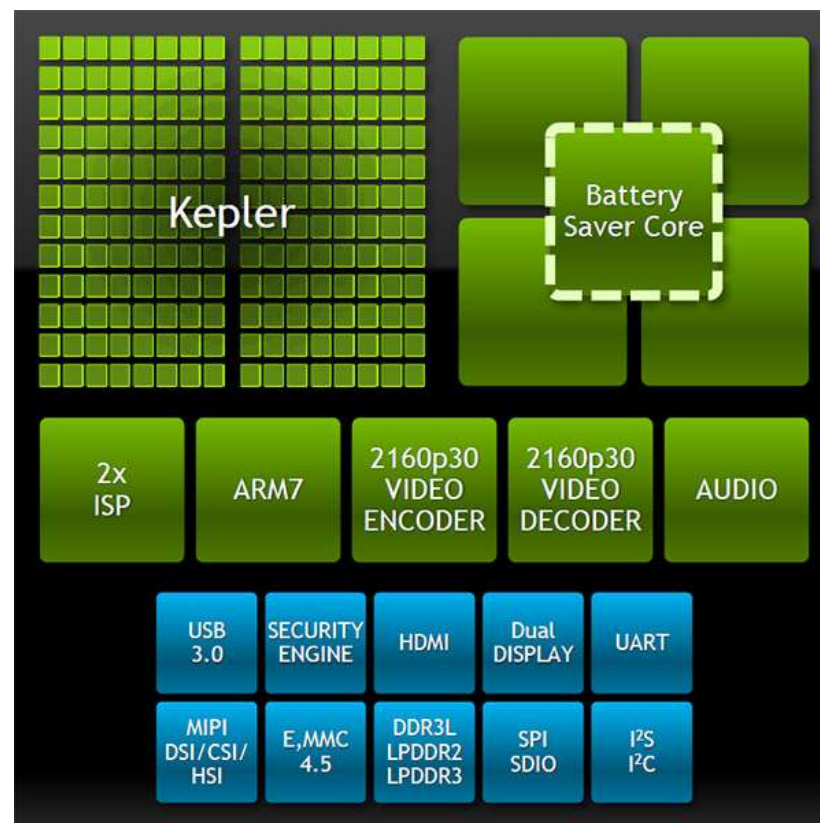 Kepler
Battery
Saver Core
2x
ISP
ARM7
2160p30
VIDEO
ENCODER
2160p30
VIDEO
DECODER
AUDIO
USB
3.0
SECURITY
ENGINE
HDMI
Dual
DISPLAY
UART
MIPI
DSI/CSI/
HSI
E,MMC
4.5
DDR3L
LPDDR2
LPDDR3
SPI
SDIO
I²S
I²C